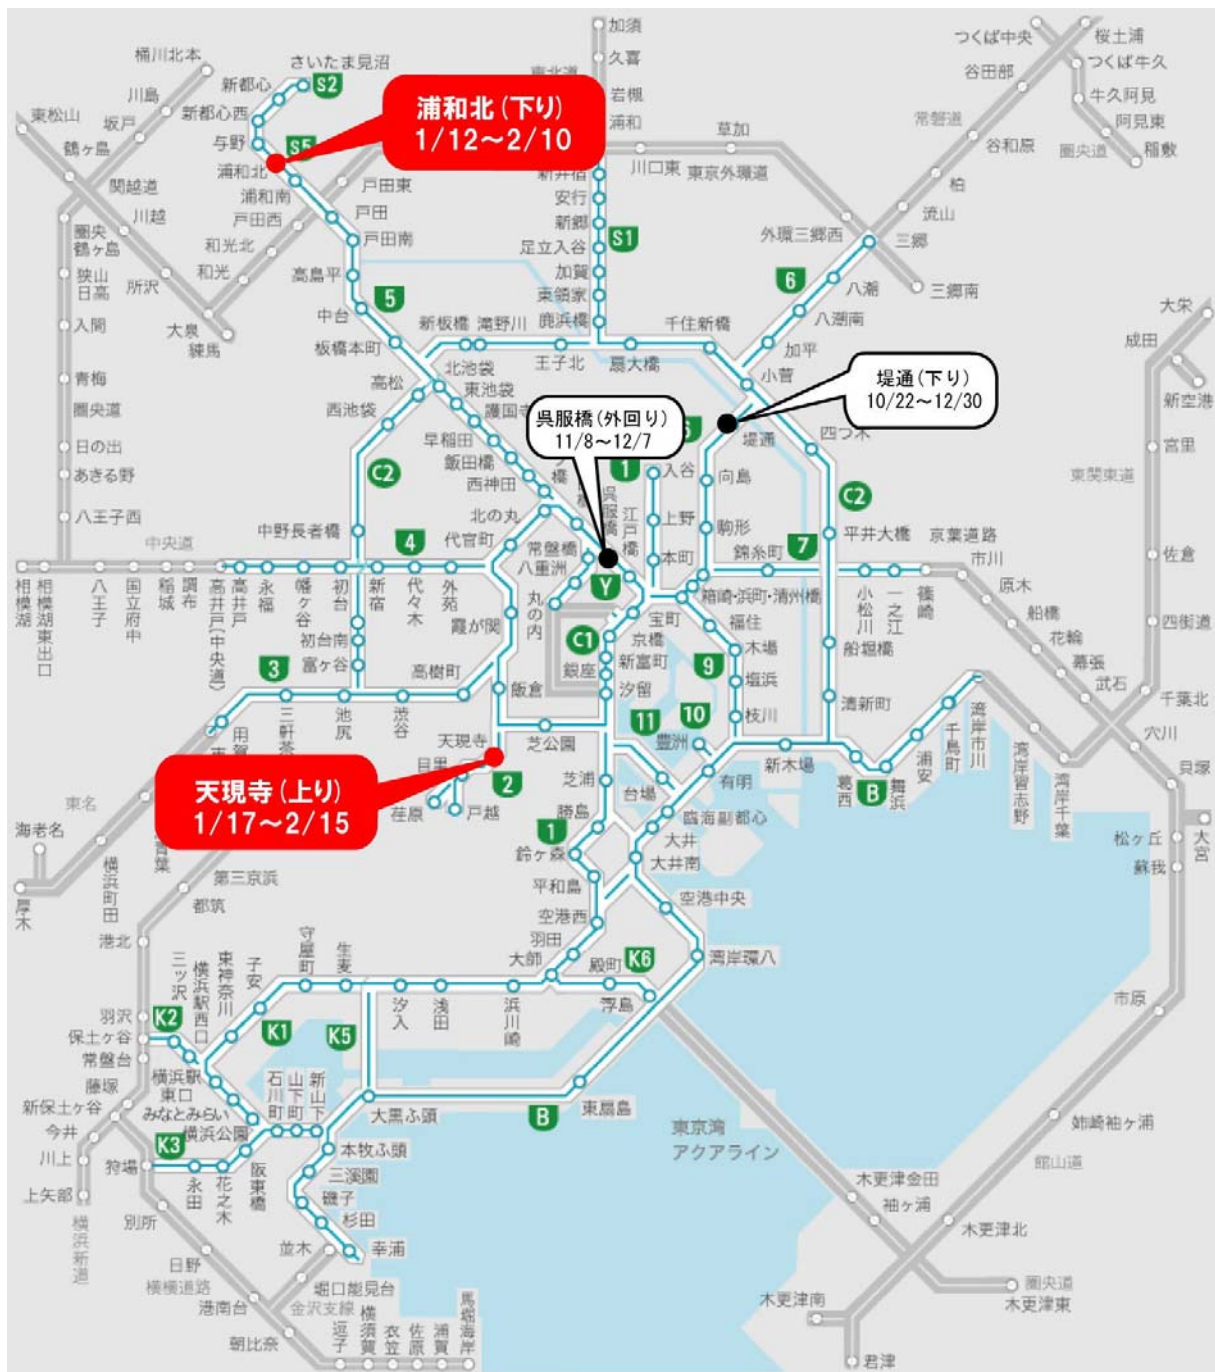 加須
つくば中央
桜土浦
桶川北本
さいたま見沼
久喜
つくば牛久
新都心
S2
谷田部
川島
岩槻
牛久阿見
東松山
新都心西
浦和北(下り)
1/12～2/10
坂戸
浦和
草加
常磐道
阿見東
与野
S5
谷和原
圏央道
稲敷
鶴ヶ島
浦和北
新井宿
川口東
東京外環道
関越道
浦和南
戸田東
安行
柏
川越
戸田西
戸田
新郷
流山
圏央
鶴ヶ島
和光北
戸田南
足立入谷
S1
外環三郷西
三郷
狭山
日高
所沢
和光
高島平
加賀
6
八潮
三郷南
東領家
大栄
入間
大泉
練馬
中台
5
新板橋
滝野川
鹿浜橋
千住新橋
八潮南
成田
板橋本町
北池袋
王子北
扇大橋
加平
青梅
高松
東池袋
小菅
堤通(下り)
10/22～12/30
圏央道
西池袋
護国寺
呉服橋(外回り)
11/8～12/7
新空港
日の出
早稲田
堤通
四つ木
宮里
あきる野
飯田橋
1
入谷
向島
東関東道
C2
西神田
呉服橋
江戸橋
C2
八王子西
中野長者橋
北の丸
上野
駒形
平井大橋
京葉道路
中央道
4
代官町
常盤橋
本町
錦糸町
7
市川
佐倉
八重洲
Y
相模湖
相模湖東出口
八王子
国立府中
稲城
調布
高井戸(中央道)
高井戸
永福
幡ヶ谷
初台
新宿
代々木
外苑
丸の内
箱崎・浜町・清州橋
小松川
一之江
篠崎
原木
霞が関
C1
宝町
福住
船橋
四街道
初台南
京橋
木場
船堀橋
花輪
富ヶ谷
高樹町
銀座
新富町
9
塩浜
幕張
3
飯倉
汐留
10
清新町
武石
千葉北
用賀
三軒茶
池尻
渋谷
天現寺
芝公園
11
豊洲
枝川
千鳥町
湾岸市川
穴川
目黒
新木場
浦安
湾岸習志野
天現寺(上り)
1/17～2/15
2
芝浦
台場
有明
葛西
B
舞浜
湾岸千葉
貝塚
東名
荏原
戸越
勝島
臨海副都心
海老名
1
大井
松ヶ丘
大宮
横浜町田
青葉
鈴ヶ森
大井南
蘇我
厚木
第三京浜
平和島
都筑
空港中央
港北
空港西
守屋町
生麦
羽田
三ッ沢
横浜駅西口
東神奈川
子安
大師
殿町
K6
湾岸環八
羽沢
K2
汐入
浅田
浜川崎
浮島
市原
保土ヶ谷
K1
K5
常盤台
横浜駅
東口
石川町
山下町
新山下
藤塚
みなとみらい
大黒ふ頭
東扇島
新保土ヶ谷
横浜公園
B
姉崎袖ヶ浦
今井
K3
本牧ふ頭
東京湾
アクアライン
川上
狩場
三溪園
館山道
永田
花之木
阪東橋
木更津金田
上矢部
磯子
袖ヶ浦
横浜新道
別所
杉田
木更津北
日野
並木
幸浦
横横道路
堀口能見台
圏央道
港南台
金沢支線
木更津南
木更津東
朝比奈
逗子
横須賀
衣笠
佐原
浦賀
馬堀海岸
君津